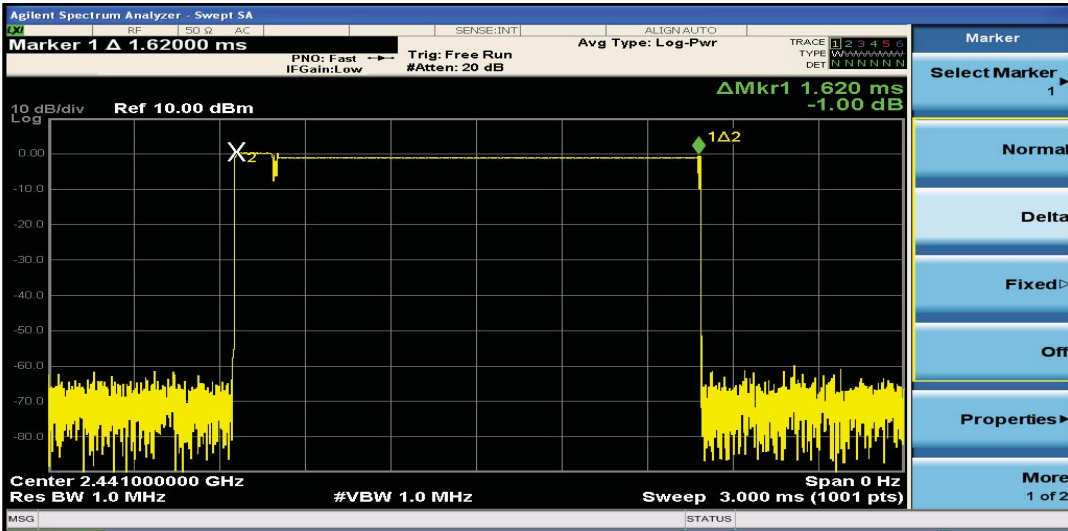 Agilent Spectrum Analyzer - Swept SA
LXI RF 50 Ω AC SENSE:INT ALIGN AUTO
Marker 1 Δ 1.62000 ms
PNO: Fast
IFGain:Low
Trig: Free Run
#Atten: 20 dB
Avg Type: Log-Pwr
TRACE 1 2 3 4 5 6
TYPE WWWWWW
DET N N N N N N
ΔMkr1 1.620 ms
-1.00 dB
10 dB/div Ref 10.00 dBm
Log
0.00
-10.0
-20.0
-30.0
-40.0
-50.0
-60.0
-70.0
-80.0
X2
1Δ2
Center 2.441000000 GHz Span 0 Hz
Res BW 1.0 MHz #VBW 1.0 MHz Sweep 3.000 ms (1001 pts)
MSG STATUS
Marker
Select Marker
1
Normal
Delta
Fixed
Off
Properties
More
1 of 2